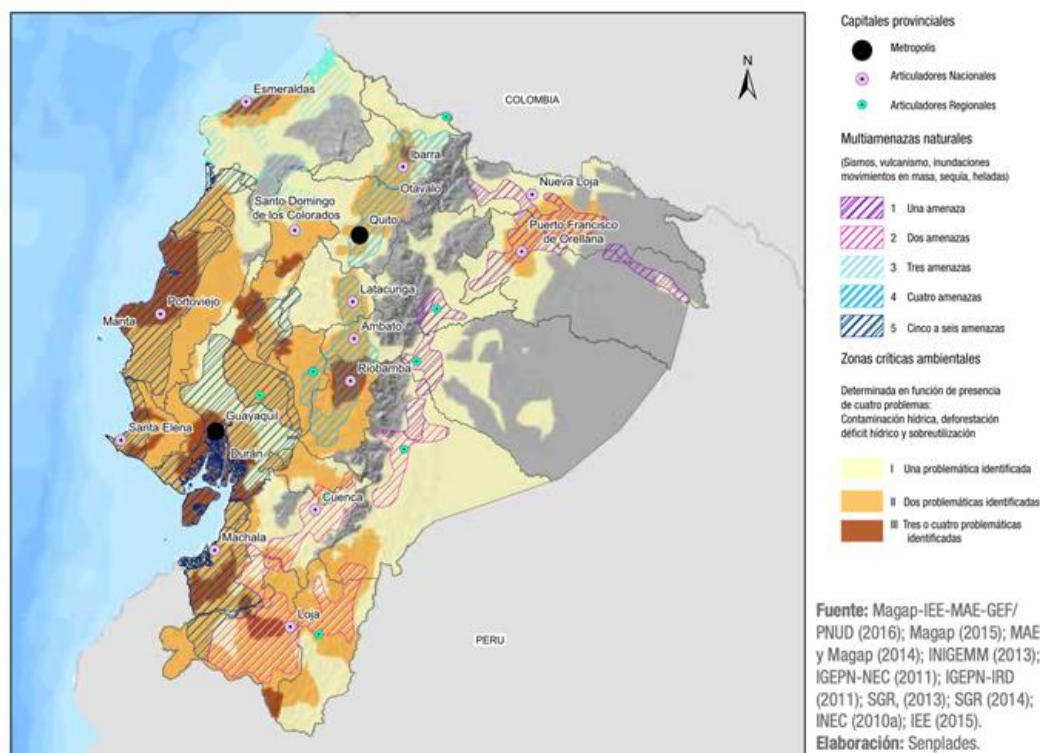 N
COLOMBIA
Esmeraldas
Ibarra
Otavalo
Nueva Loja
Santo Domingo
de los Colorados
Quito
Puerto Francisco
de Orellana
Portoviejo
Manta
Latacunga
Ambato
Riobamba
Guayaquil
Santa Elena
Durán
Cuenca
Machala
Loja
PERU
Capitales provinciales
Metropolis
Articuladores Nacionales
Articuladores Regionales
Multiamenazas naturales
(Sismos, vulcanismo, inundaciones
movimientos en masa, sequía, heladas)
1 Una amenaza
2 Dos amenazas
3 Tres amenazas
4 Cuatro amenazas
5 Cinco a seis amenazas
Zonas críticas ambientales
Determinada en función de presencia
de cuatro problemas:
Contaminación hídrica, deforestación
déficit hídrico y sobreutilización
I Una problemática identificada
II Dos problemáticas identificadas
III Tres o cuatro problemáticas
identificadas
Fuente: Magap-IEE-MAE-GEF/
PNUD (2016); Magap (2015); MAE
y Magap (2014); INIGEMM (2013);
IGEPN-NEC (2011); IGEPN-IRD
(2011); SGR, (2013); SGR (2014);
INEC (2010a); IEE (2015).
Elaboración: Senplades.